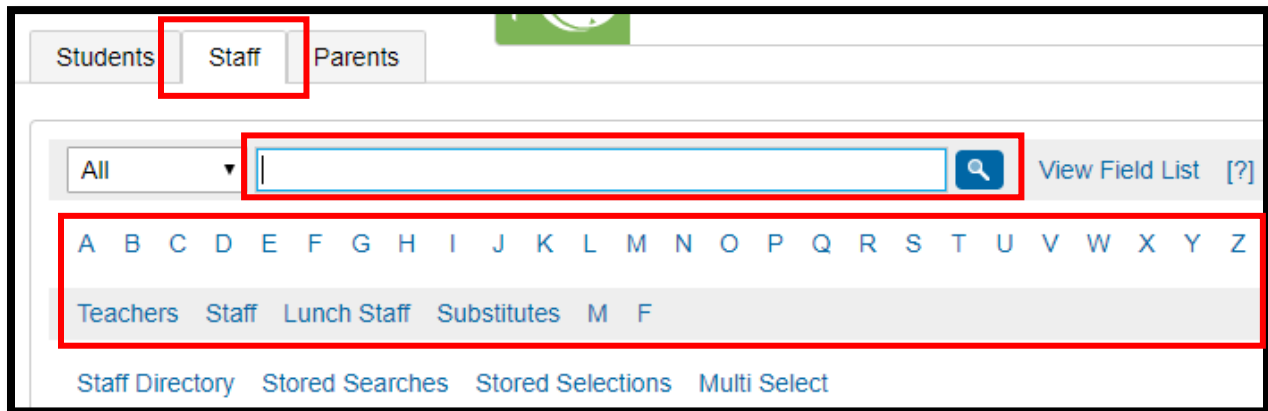 Students Staff Parents
All View Field List [?]
A B C D E F G H I J K L M N O P Q R S T U V W X Y Z
Teachers Staff Lunch Staff Substitutes M F
Staff Directory Stored Searches Stored Selections Multi Select